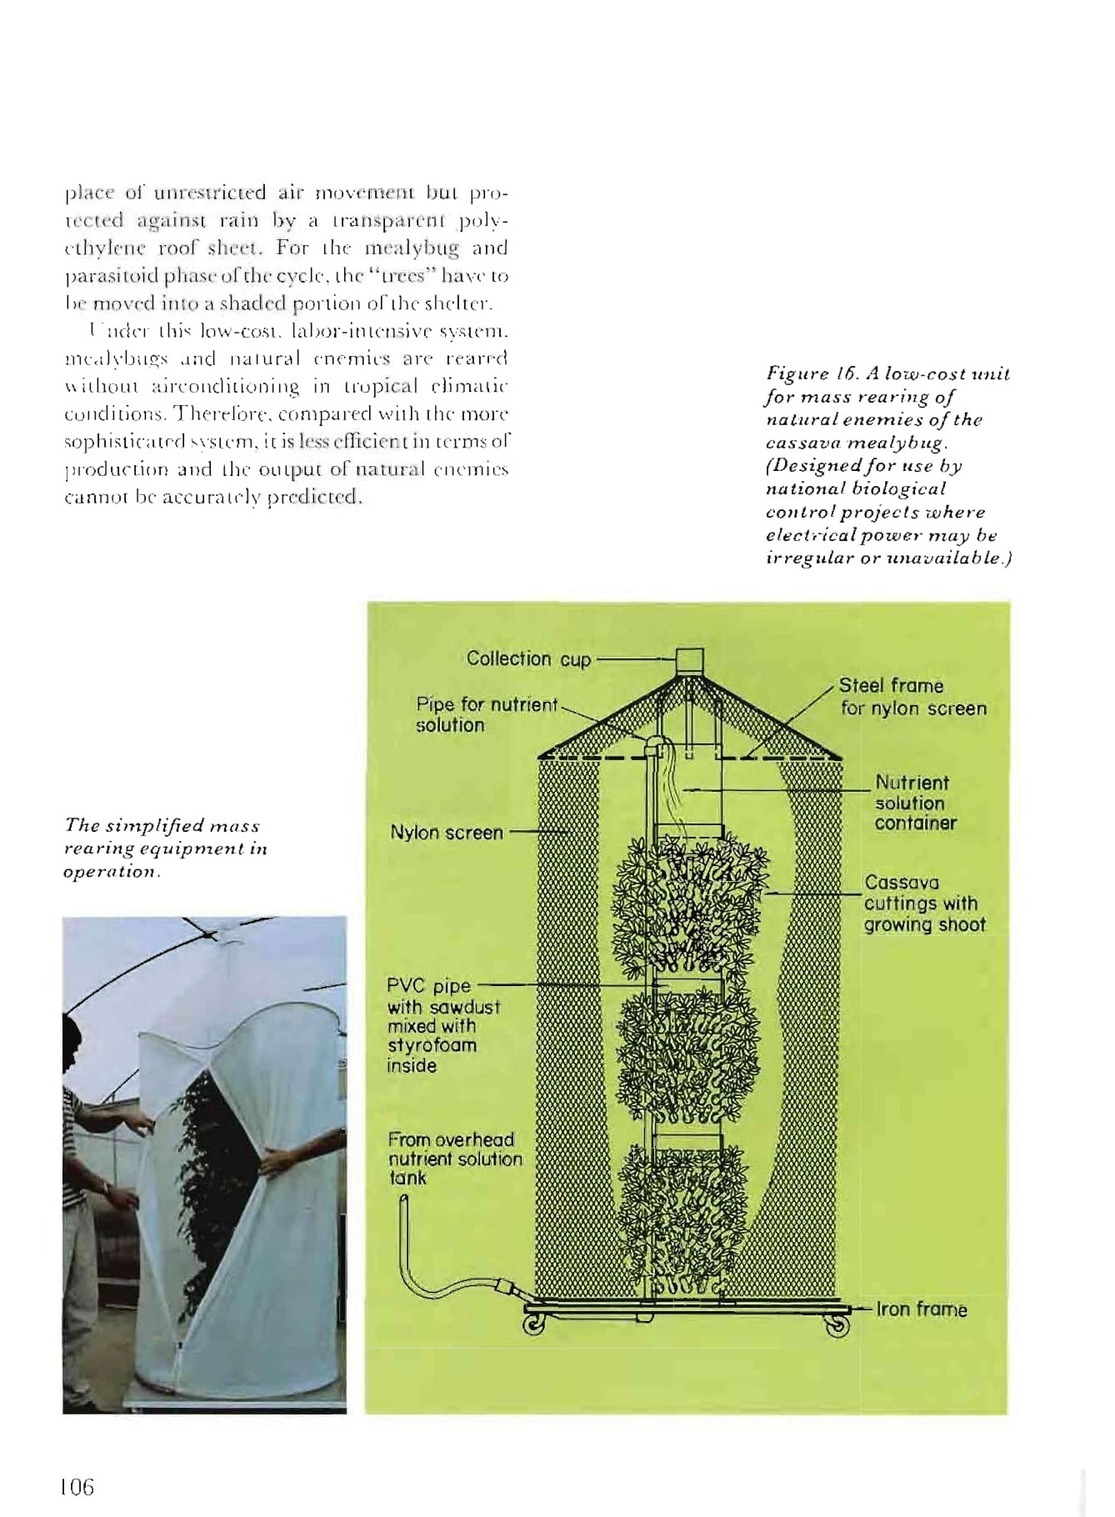 place of unrestricted air movement but pro-
tected against rain by a transparent poly-
ethylene roof sheet. For the mealybug and
parasitoid phase of the cycle, the "trees" have to
be moved into a shaded portion of the shelter.
Under this low-cost, labor-intensive system,
mealybugs and natural enemies are reared
without airconditioning in tropical climatic
conditions. Therefore, compared with the more
sophisticated system, it is less efficient in terms of
production and the output of natural enemies
cannot be accurately predicted.
Figure 16. A low-cost unit
for mass rearing of
natural enemies of the
cassava mealybug.
(Designed for use by
national biological
control projects where
electrical power may be
irregular or unavailable.)
The simplified mass
rearing equipment in
operation.
Collection cup
Pipe for nutrient
solution
Steel frame
for nylon screen
Nutrient
solution
container
Nylon screen
Cassava
cuttings with
growing shoot
PVC pipe
with sawdust
mixed with
styrofoam
inside
From overhead
nutrient solution
tank
Iron frame
106